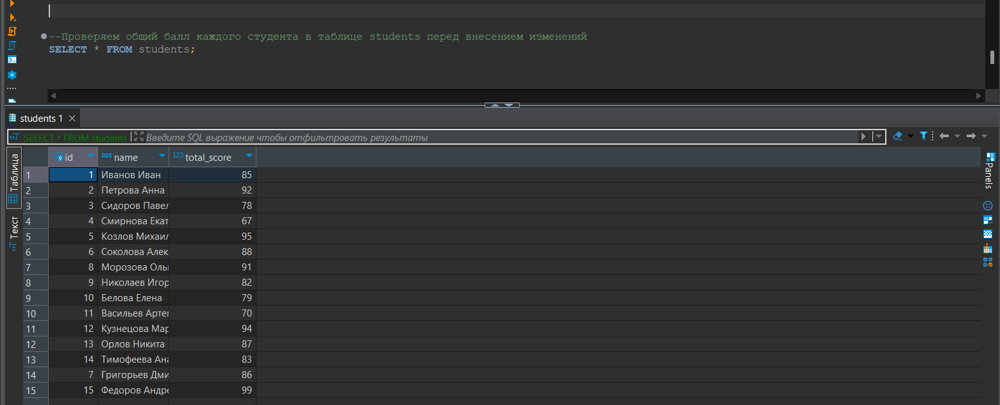 --Проверяем общий балл каждого студента в таблице students перед внесением изменений
SELECT * FROM students;
students 1
SELECT * FROM students Введите SQL выражение чтобы отфильтровать результаты
Таблица
Текст
Panels
123 id ABC name 123 total_score
1 1 Иванов Иван 85
2 2 Петрова Анна 92
3 3 Сидоров Павел 78
4 4 Смирнова Екат 67
5 5 Козлов Михаил 95
6 6 Соколова Алек 88
7 8 Морозова Оль 91
8 9 Николаев Игор 82
9 10 Белова Елена 79
10 11 Васильев Арте 70
11 12 Кузнецова Мар 94
12 13 Орлов Никита 87
13 14 Тимофеева Ана 83
14 7 Григорьев Дми 86
15 15 Федоров Андре 99